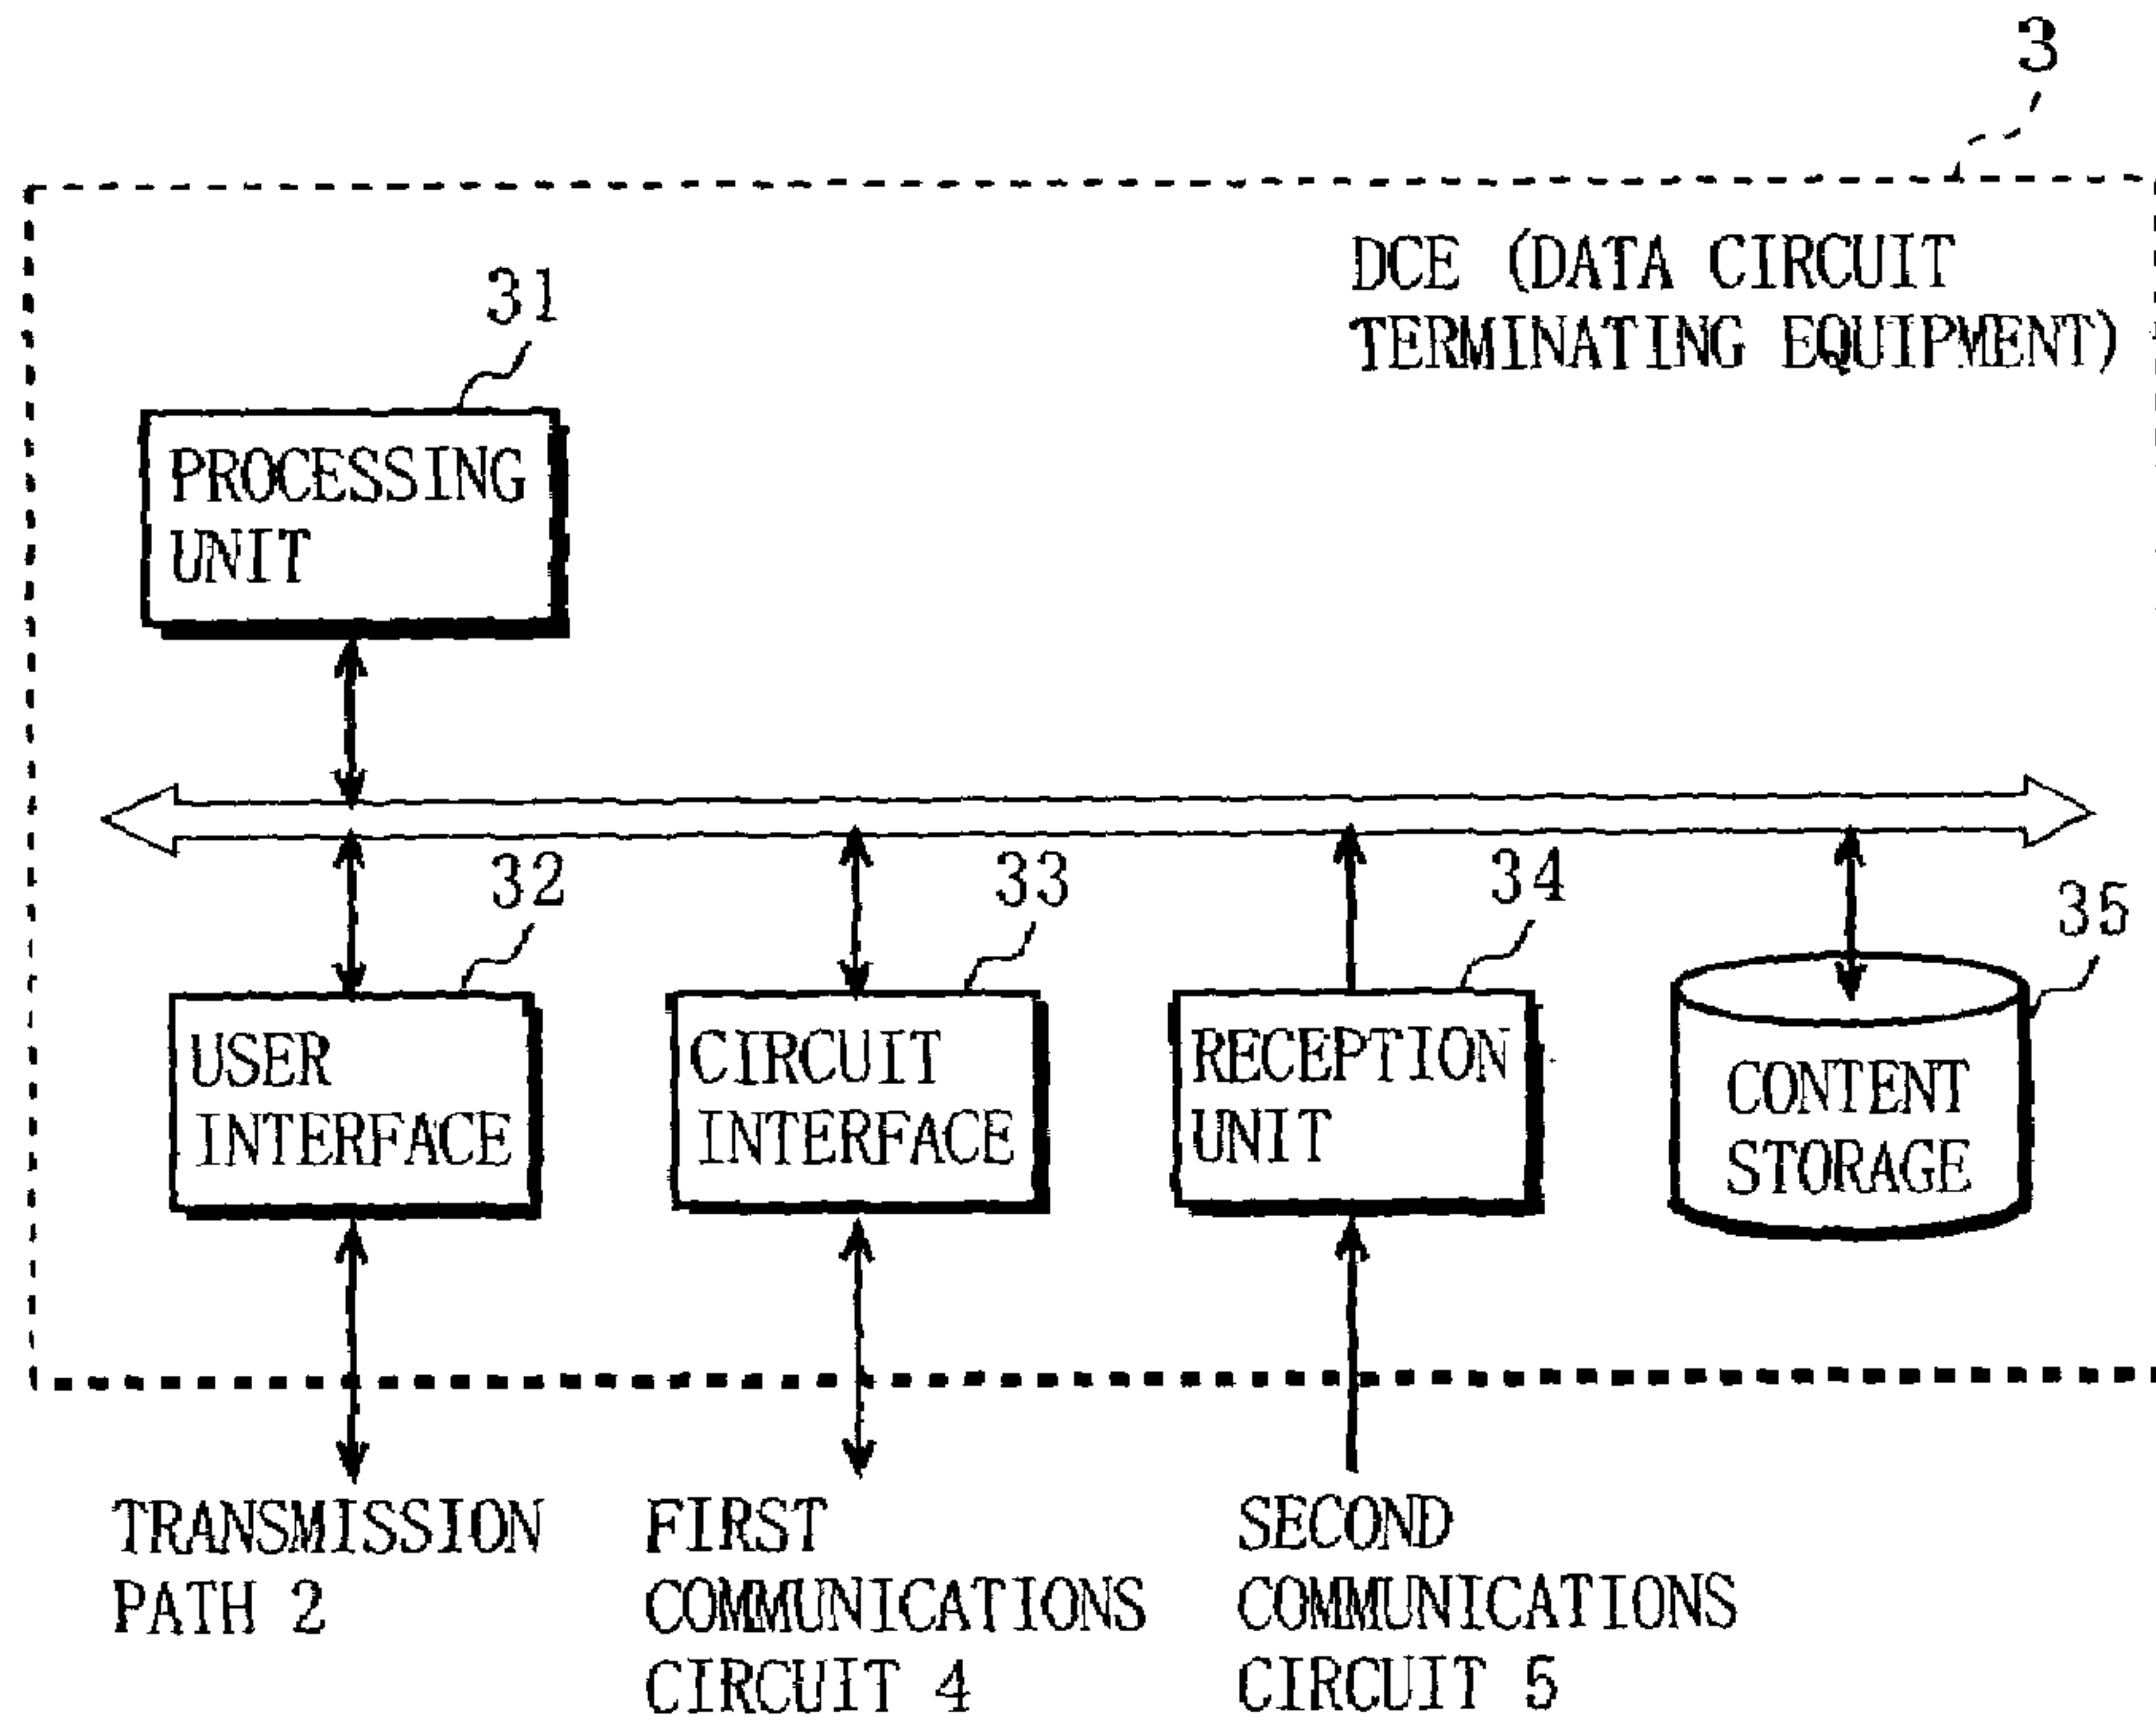 3
DCE (DATA CIRCUIT
TERMINATING EQUIPMENT)
31
PROCESSING
UNIT
32
33
34
35
USER
INTERFACE
CIRCUIT
INTERFACE
RECEPTION
UNIT
CONTENT
STORAGE
TRANSMISSION
PATH 2
FIRST
COMMUNICATIONS
CIRCUIT 4
SECOND
COMMUNICATIONS
CIRCUIT 5